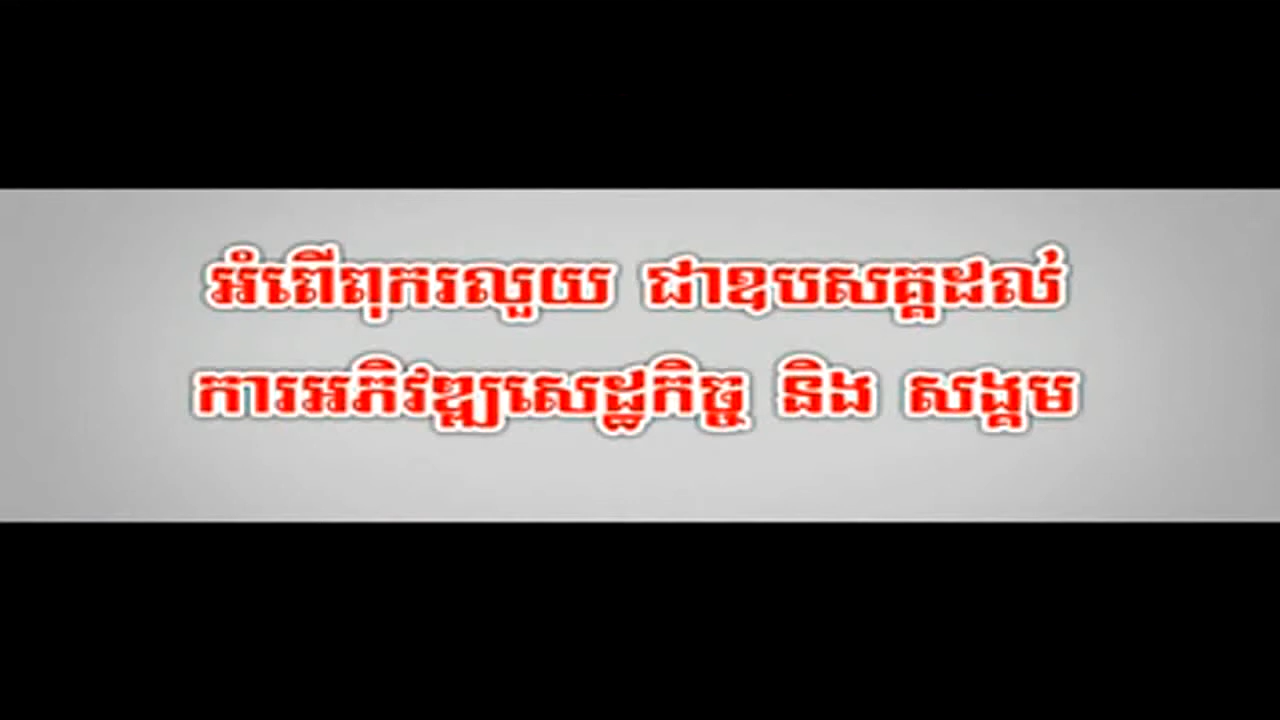 អំពើពុករលួយ ជាឧបសគ្គដល់
ការអភិវឌ្ឍសេដ្ឋកិច្ច និង សង្គម